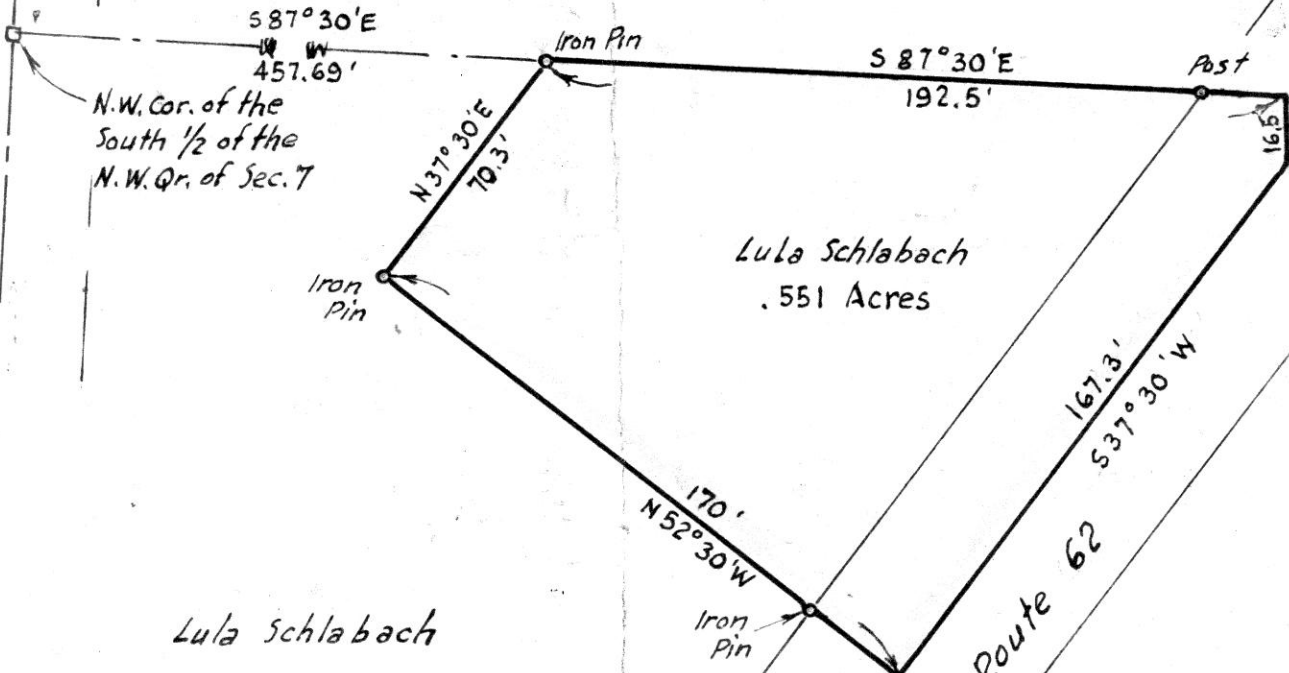 S 87°30'E
457.69'
N.W. Cor. of the
South 1/2 of the
N.W. Qr. of Sec. 7
Iron Pin
S 87°30'E
192.5'
Post
16.5
N 37°30'E
70.3'
Iron
Pin
Lula Schlabach
.551 Acres
167.3'
S 37°30'W
170'
N 52°30'W
Iron
Pin
Route 62
Lula Schlabach